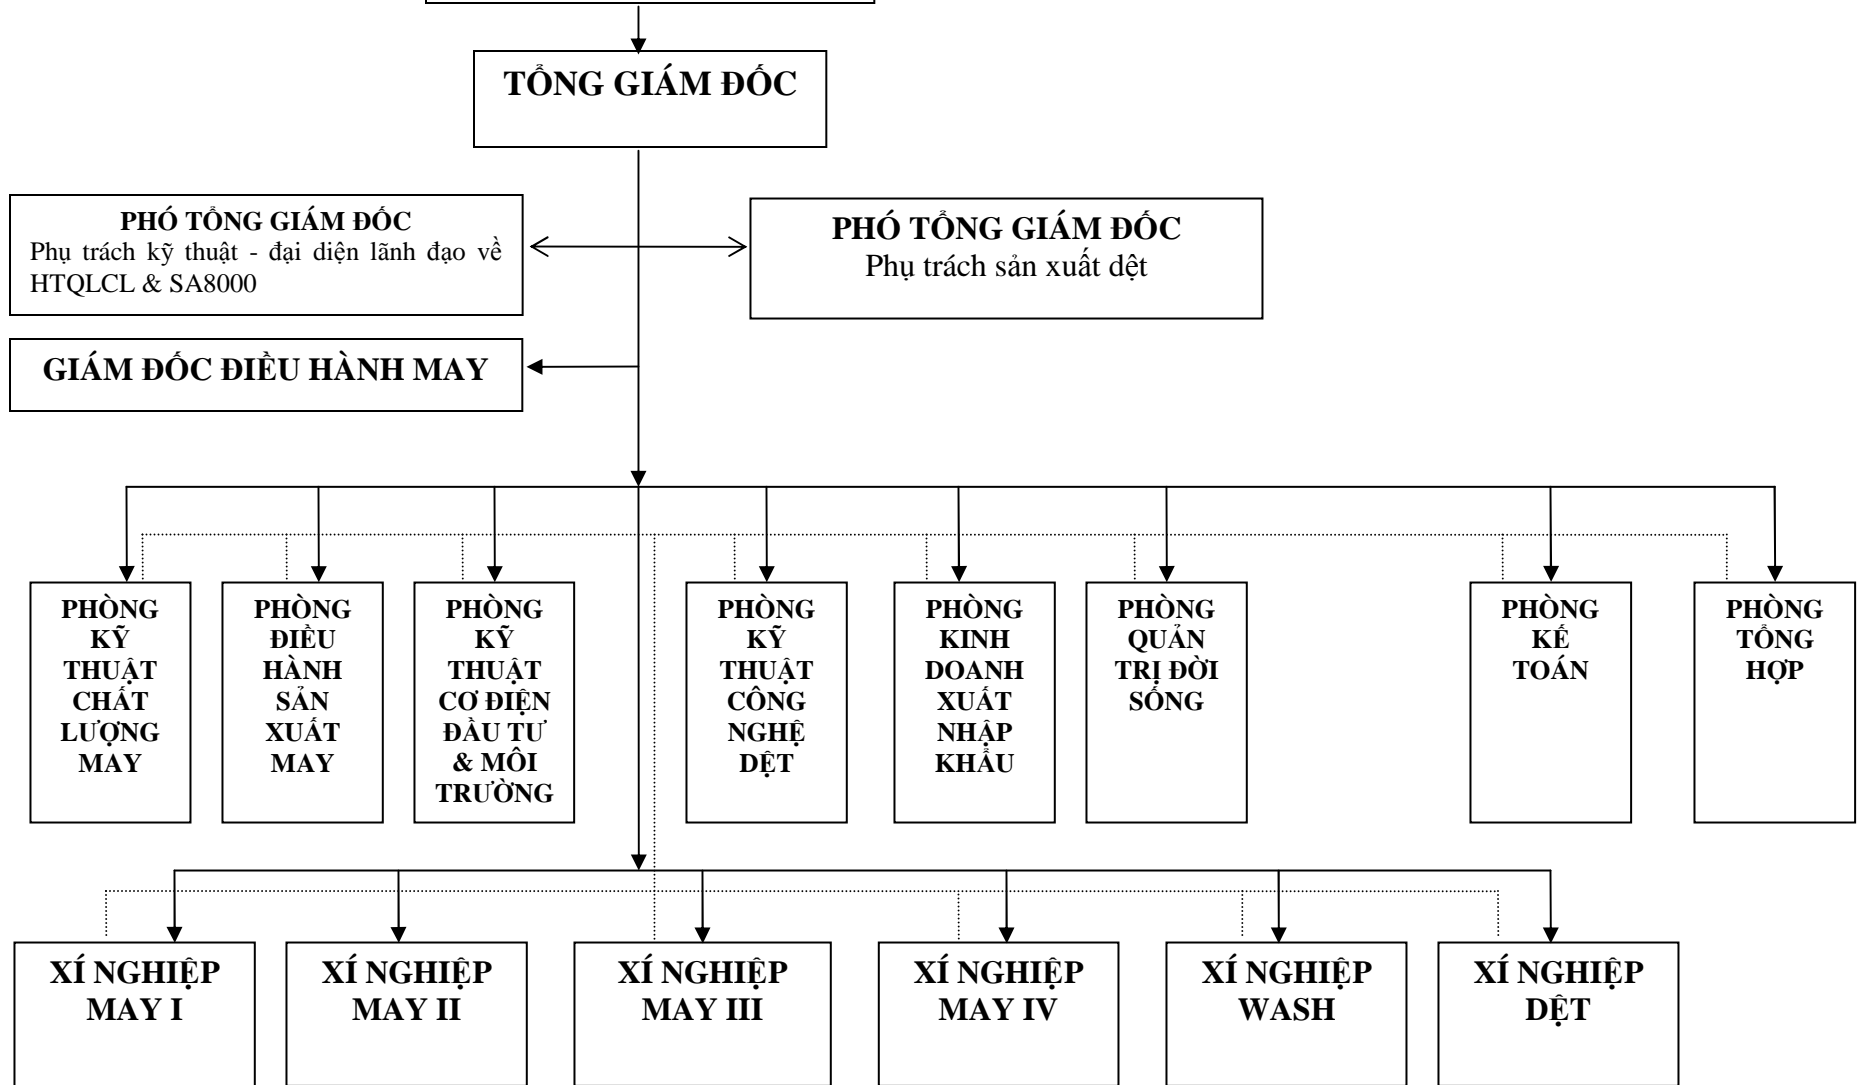 TỔNG GIÁM ĐỐC
PHÓ TỔNG GIÁM ĐỐC
Phụ trách kỹ thuật - đại diện lãnh đạo về
HTQLCL & SA8000
PHÓ TỔNG GIÁM ĐỐC
Phụ trách sản xuất dệt
GIÁM ĐỐC ĐIỀU HÀNH MAY
PHÒNG
KỸ
THUẬT
CHẤT
LƯỢNG
MAY
PHÒNG
ĐIỀU
HÀNH
SẢN
XUẤT
MAY
PHÒNG
KỸ
THUẬT
CƠ ĐIỆN
ĐẦU TƯ
& MÔI
TRƯỜNG
PHÒNG
KỸ
THUẬT
CÔNG
NGHỆ
DỆT
PHÒNG
KINH
DOANH
XUẤT
NHẬP
KHẨU
PHÒNG
QUẢN
TRỊ ĐỜI
SỐNG
PHÒNG
KẾ
TOÁN
PHÒNG
TỔNG
HỢP
XÍ NGHIỆP
MAY I
XÍ NGHIỆP
MAY II
XÍ NGHIỆP
MAY III
XÍ NGHIỆP
MAY IV
XÍ NGHIỆP
WASH
XÍ NGHIỆP
DỆT